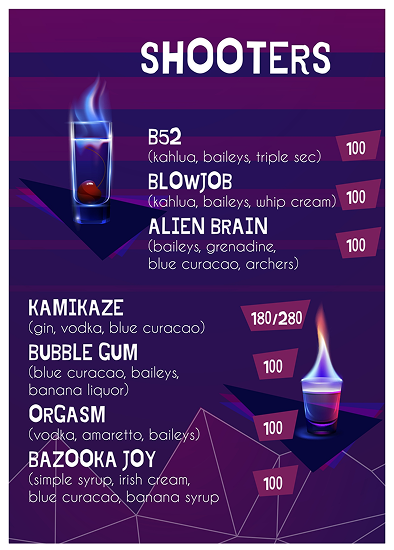 SHOOTERS
B52
(kahlua, baileys, triple sec)
100
BLOWJOB
(kahlua, baileys, whip cream)
100
ALIEN BRAIN
(baileys, grenadine,
blue curacao, archers)
100
KAMIKAZE
(gin, vodka, blue curacao)
180/280
BUBBLE GUM
(blue curacao, baileys,
banana liquor)
100
ORGASM
(vodka, amaretto, baileys)
100
BAZOOKA JOY
(simple syrup, irish cream,
blue curacao, banana syrup
100